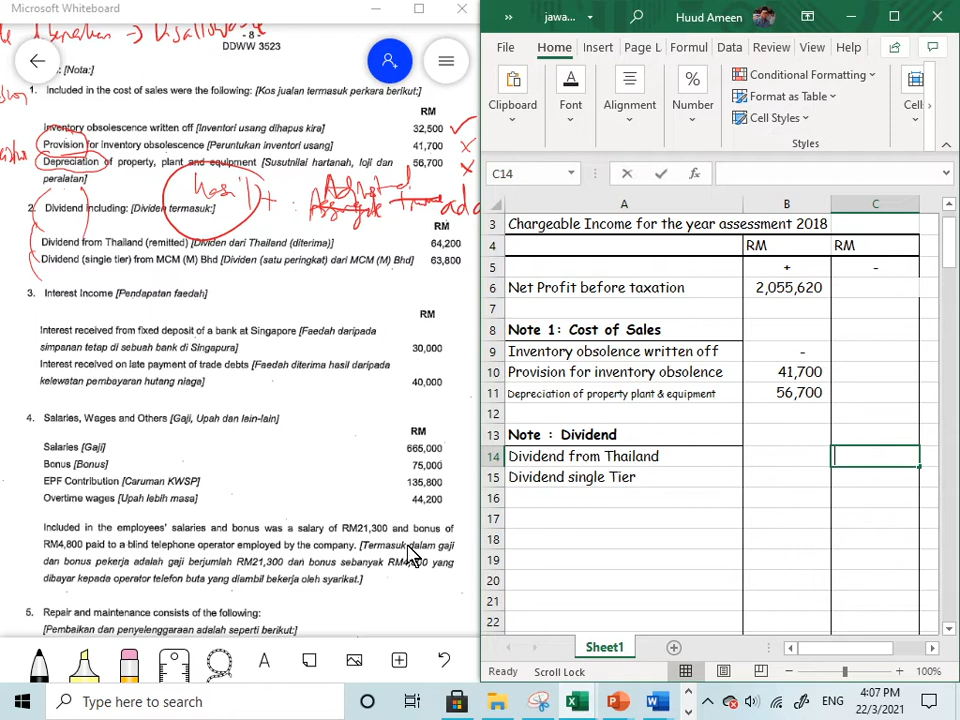 Microsoft Whiteboard
- 8 -
DDWW 3523
[Nota:]
1. Included in the cost of sales were the following: [Kos jualan termasuk perkara berikut:]
RM
Inventory obsolescence written off [Inventori usang dihapus kira] 32,500
Provision for inventory obsolescence [Peruntukan inventori usang] 41,700
Depreciation of property, plant and equipment [Susutnilai hartanah, loji dan 56,700
peralatan]
hasil + Adjusted
2. Dividend including: [Dividen termasuk:]
RM
Dividend from Thailand (remitted) [Dividen dari Thailand (diterima)] 64,200
Dividend (single tier) from MCM (M) Bhd [Dividen (satu peringkat) dari MCM (M) Bhd] 63,800
3. Interest Income [Pendapatan faedah]
RM
Interest received from fixed deposit of a bank at Singapore [Faedah daripada
simpanan tetap di sebuah bank di Singapura] 30,000
Interest received on late payment of trade debts [Faedah diterima hasil daripada
kelewatan pembayaran hutang niaga] 40,000
4. Salaries, Wages and Others [Gaji, Upah dan lain-lain]
RM
Salaries [Gaji] 665,000
Bonus [Bonus] 75,000
EPF Contribution [Caruman KWSP] 135,800
Overtime wages [Upah lebih masa] 44,200
Included in the employees' salaries and bonus was a salary of RM21,300 and bonus of
RM4,800 paid to a blind telephone operator employed by the company. [Termasuk dalam gaji
dan bonus pekerja adalah gaji berjumlah RM21,300 dan bonus sebanyak yang
dibayar kepada operator telefon buta yang diambil bekerja oleh syarikat.]
5. Repair and maintenance consists of the following:
[Pembaikan dan penyelenggaraan adalah seperti berikut:]
jawa... Huud Ameen
File Home Insert Page L Formul Data Review View Help
Clipboard Font Alignment Number
Conditional Formatting
Format as Table
Cell Styles
Styles
Cells
C14 fx
A B C
3 Chargeable Income for the year assessment 2018
4 RM RM
5 + -
6 Net Profit before taxation 2,055,620
7
8 Note 1: Cost of Sales
9 Inventory obsolence written off -
10 Provision for inventory obsolence 41,700
11 Depreciation of property plant & equipment 56,700
12
13 Note : Dividend
14 Dividend from Thailand
15 Dividend single Tier
16
17
18
19
20
21
22
Sheet1
Ready Scroll Lock 100%
Type here to search
ENG
4:07 PM
22/3/2021